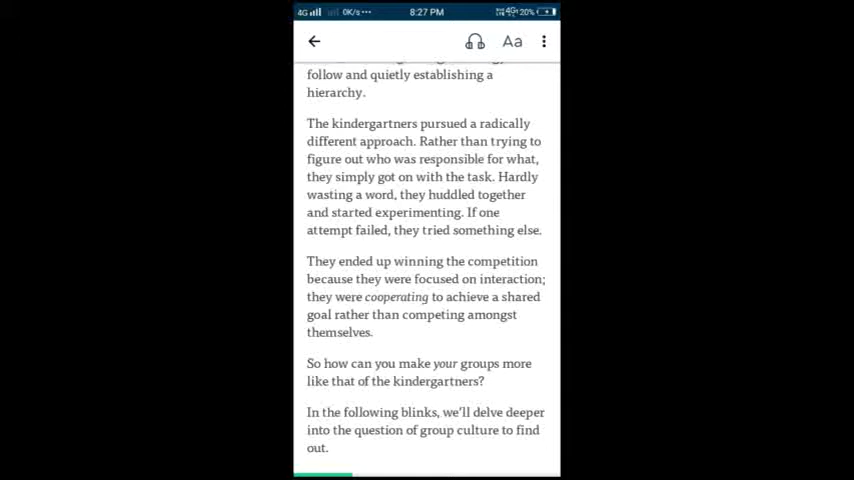 4G 0K/s ••• 8:27 PM 4G 20%
Aa
follow and quietly establishing a
hierarchy.
The kindergartners pursued a radically
different approach. Rather than trying to
figure out who was responsible for what,
they simply got on with the task. Hardly
wasting a word, they huddled together
and started experimenting. If one
attempt failed, they tried something else.
They ended up winning the competition
because they were focused on interaction;
they were cooperating to achieve a shared
goal rather than competing amongst
themselves.
So how can you make your groups more
like that of the kindergartners?
In the following blinks, we'll delve deeper
into the question of group culture to find
out.